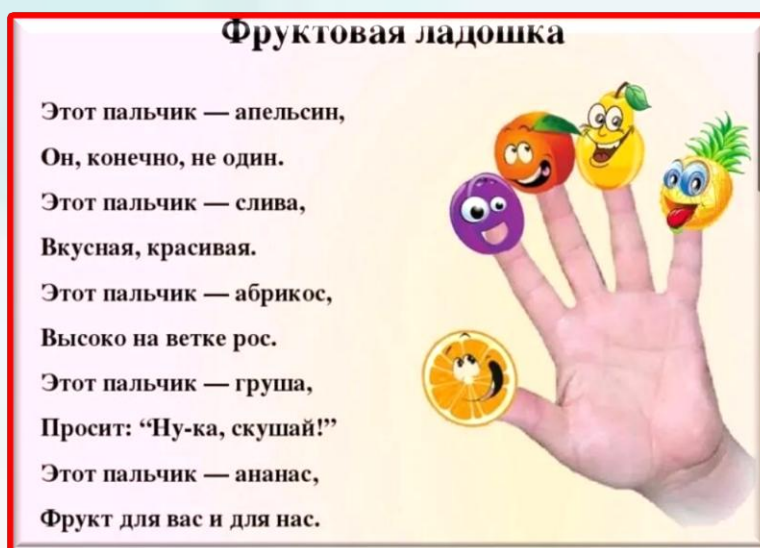 Фруктовая ладошка
Этот пальчик — апельсин,
Он, конечно, не один.
Этот пальчик — слива,
Вкусная, красивая.
Этот пальчик — абрикос,
Высоко на ветке рос.
Этот пальчик — груша,
Просит: “Ну-ка, скушай!”
Этот пальчик — ананас,
Фрукт для вас и для нас.